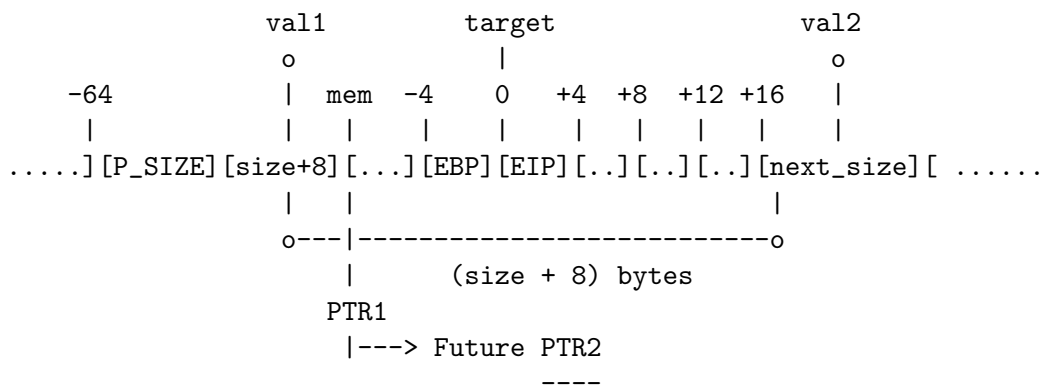 val1           target                   val2
                  o               |                       o
    -64           |  mem   -4     0    +4   +8   +12 +16  |
     |            |   |    |      |     |    |    |   |   |
.....][P_SIZE][size+8][...][EBP][EIP][..][..][..][next_size][ ......
                  |   |                               |
                  o---|-------------------------------o
                      |      (size + 8) bytes
                     PTR1
                      |---> Future PTR2
                                   ----